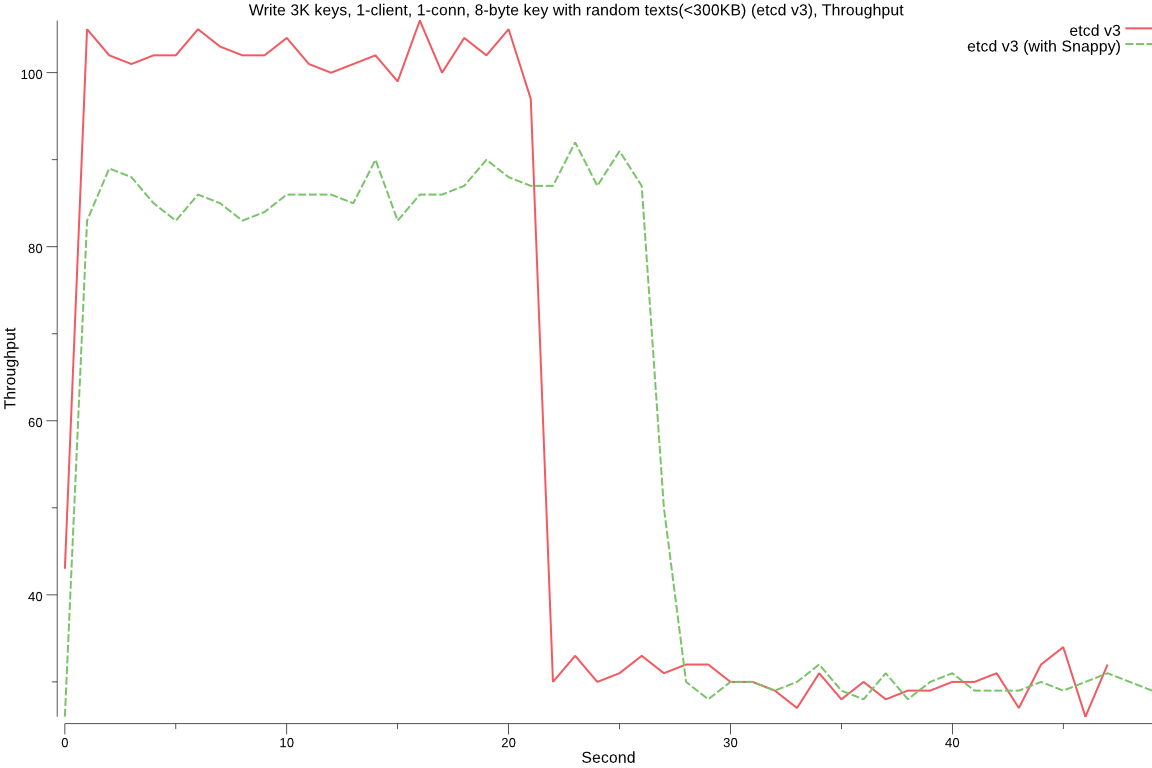 Write 3K keys, 1-client, 1-conn, 8-byte key with random texts(<300KB) (etcd v3), Throughput
etcd v3
etcd v3 (with Snappy)
100
80
60
40
Throughput
0
10
20
30
40
Second